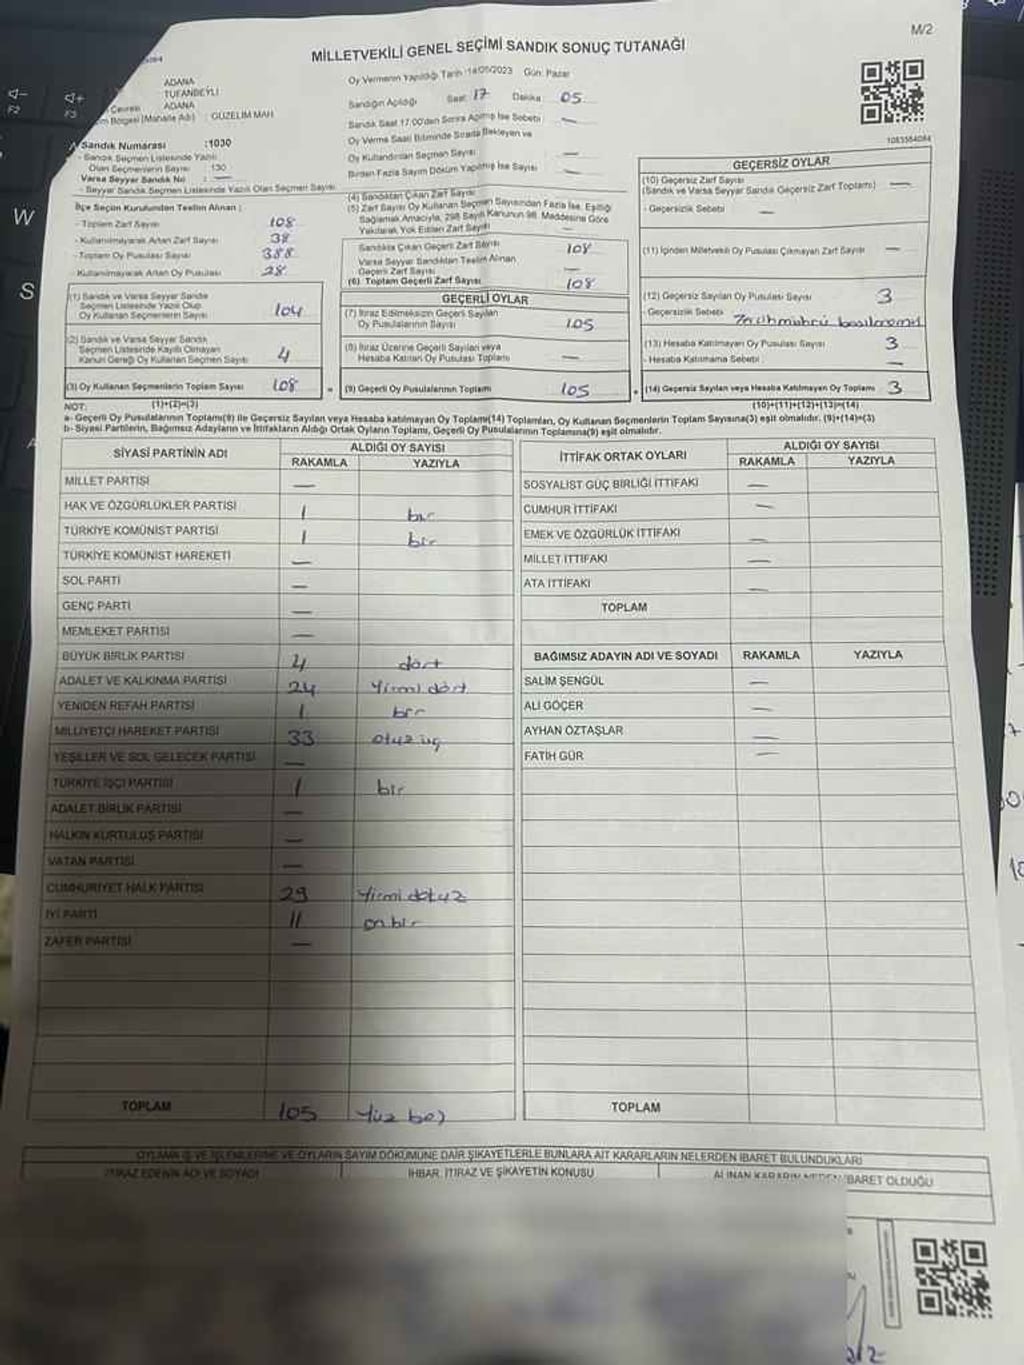 M/2
MİLLETVEKİLİ GENEL SEÇİMİ SANDIK SONUÇ TUTANAĞI
ADANA
TUFANBEYLİ
Çevresi ADANA
Bölgesi (Mahalle Adı) : GÜZELİM MAH
Oy Vermenin Yapıldığı Tarih :14/05/2023 Gün: Pazar
Sandığın Açıldığı Saat: 17 Dakika 05
Sandık Saat 17.00'den Sonra Açılmış İse Sebebi —
Oy Verme Saati Bitiminde Sırada Bekleyen ve
Oy Kullandırılan Seçmen Sayısı —
Birden Fazla Sayım Döküm Yapılmış İse Sayısı —
1083584084
Sandık Numarası :1030
- Sandık Seçmen Listesinde Yazılı
Olan Seçmenlerin Sayısı : 130
Varsa Seyyar Sandık No : —
- Seyyar Sandık Seçmen Listesinde Yazılı Olan Seçmen Sayısı
İlçe Seçim Kurulundan Teslim Alınan :
- Toplam Zarf Sayısı 108
- Kullanılmayarak Artan Zarf Sayısı 38
- Toplam Oy Pusulası Sayısı 388
- Kullanılmayarak Artan Oy Pusulası 28
(1) Sandık ve Varsa Seyyar Sandık
Seçmen Listesinde Yazılı Olup
Oy Kullanan Seçmenlerin Sayısı 104
(2) Sandık ve Varsa Seyyar Sandık
Seçmen Listesinde Kayıtlı Olmayan
Kanun Gereği Oy Kullanan Seçmen Sayısı 4
(3) Oy Kullanan Seçmenlerin Toplam Sayısı 108
(1)+(2)=(3)
(4) Sandıktan Çıkan Zarf Sayısı
(5) Zarf Sayısı Oy Kullanan Seçmen Sayısından Fazla İse, Eşitliği
Sağlamak Amacıyla, 298 Sayılı Kanunun 98. Maddesine Göre
Yakılarak Yok Edilen Zarf Sayısı —
Sandıkta Çıkan Geçerli Zarf Sayısı 108
Varsa Seyyar Sandıktan Teslim Alınan
Geçerli Zarf Sayısı —
(6) Toplam Geçerli Zarf Sayısı 108
GEÇERLİ OYLAR
(7) İtiraz Edilmeksizin Geçerli Sayılan
Oy Pusulalarının Sayısı 105
(8) İtiraz Üzerine Geçerli Sayılan veya
Hesaba Katılan Oy Pusulası Toplamı —
(9) Geçerli Oy Pusulalarının Toplamı 105
GEÇERSİZ OYLAR
(10) Geçersiz Zarf Sayısı
(Sandık ve Varsa Seyyar Sandık Geçersiz Zarf Toplamı) —
- Geçersizlik Sebebi —
(11) İçinden Milletvekili Oy Pusulası Çıkmayan Zarf Sayısı —
(12) Geçersiz Sayılan Oy Pusulası Sayısı 3
- Geçersizlik Sebebi
(13) Hesaba Katılmayan Oy Pusulası Sayısı 3
- Hesaba Katılmama Sebebi : —
(14) Geçersiz Sayılan veya Hesaba Katılmayan Oy Toplamı 3
(10)+(11)+(12)+(13)=(14)
NOT:
a- Geçerli Oy Pusulalarının Toplamı(9) ile Geçersiz Sayılan veya Hesaba katılmayan Oy Toplamı(14) Toplamları, Oy Kullanan Seçmenlerin Toplam Sayısına(3) eşit olmalıdır. (9)+(14)=(3)
b- Siyasi Partilerin, Bağımsız Adayların ve İttifakların Aldığı Ortak Oyların Toplamı, Geçerli Oy Pusulalarının Toplamına(9) eşit olmalıdır.
SİYASİ PARTİNİN ADI ALDIĞI OY SAYISI
RAKAMLA YAZIYLA
MİLLET PARTİSİ —
HAK VE ÖZGÜRLÜKLER PARTİSİ 1 bir
TÜRKİYE KOMÜNİST PARTİSİ 1 bir
TÜRKİYE KOMÜNİST HAREKETİ —
SOL PARTİ —
GENÇ PARTİ —
MEMLEKET PARTİSİ —
BÜYÜK BİRLİK PARTİSİ 4 dört
ADALET VE KALKINMA PARTİSİ 24 Yirmi dört
YENİDEN REFAH PARTİSİ 1 bir
MİLLİYETÇİ HAREKET PARTİSİ 33 otuz üç
YEŞİLLER VE SOL GELECEK PARTİSİ —
TÜRKİYE İŞÇİ PARTİSİ 1 bir
ADALET BİRLİK PARTİSİ —
HALKIN KURTULUŞ PARTİSİ —
VATAN PARTİSİ —
CUMHURİYET HALK PARTİSİ 29 Yirmi dokuz
İYİ PARTİ 11 on bir
ZAFER PARTİSİ —
TOPLAM 105 Yüz beş
İTTİFAK ORTAK OYLARI ALDIĞI OY SAYISI
RAKAMLA YAZIYLA
SOSYALİST GÜÇ BİRLİĞİ İTTİFAKI —
CUMHUR İTTİFAKI —
EMEK VE ÖZGÜRLÜK İTTİFAKI —
MİLLET İTTİFAKI —
ATA İTTİFAKI —
TOPLAM
BAĞIMSIZ ADAYIN ADI VE SOYADI RAKAMLA YAZIYLA
SALİM ŞENGÜL —
ALİ GÖÇER —
AYHAN ÖZTAŞLAR —
FATİH GÜR —
TOPLAM
OYLAMA İŞ VE İŞLEMLERİNE VE OYLARIN SAYIM DÖKÜMÜNE DAİR ŞİKAYETLERLE BUNLARA AİT KARARLARIN NELERDEN İBARET BULUNDUKLARI
İTİRAZ EDENİN ADI VE SOYADI İHBAR, İTİRAZ VE ŞİKAYETİN KONUSU ALINAN KARARIN NEDEN İBARET OLDUĞU
F2
F3
W
S
A